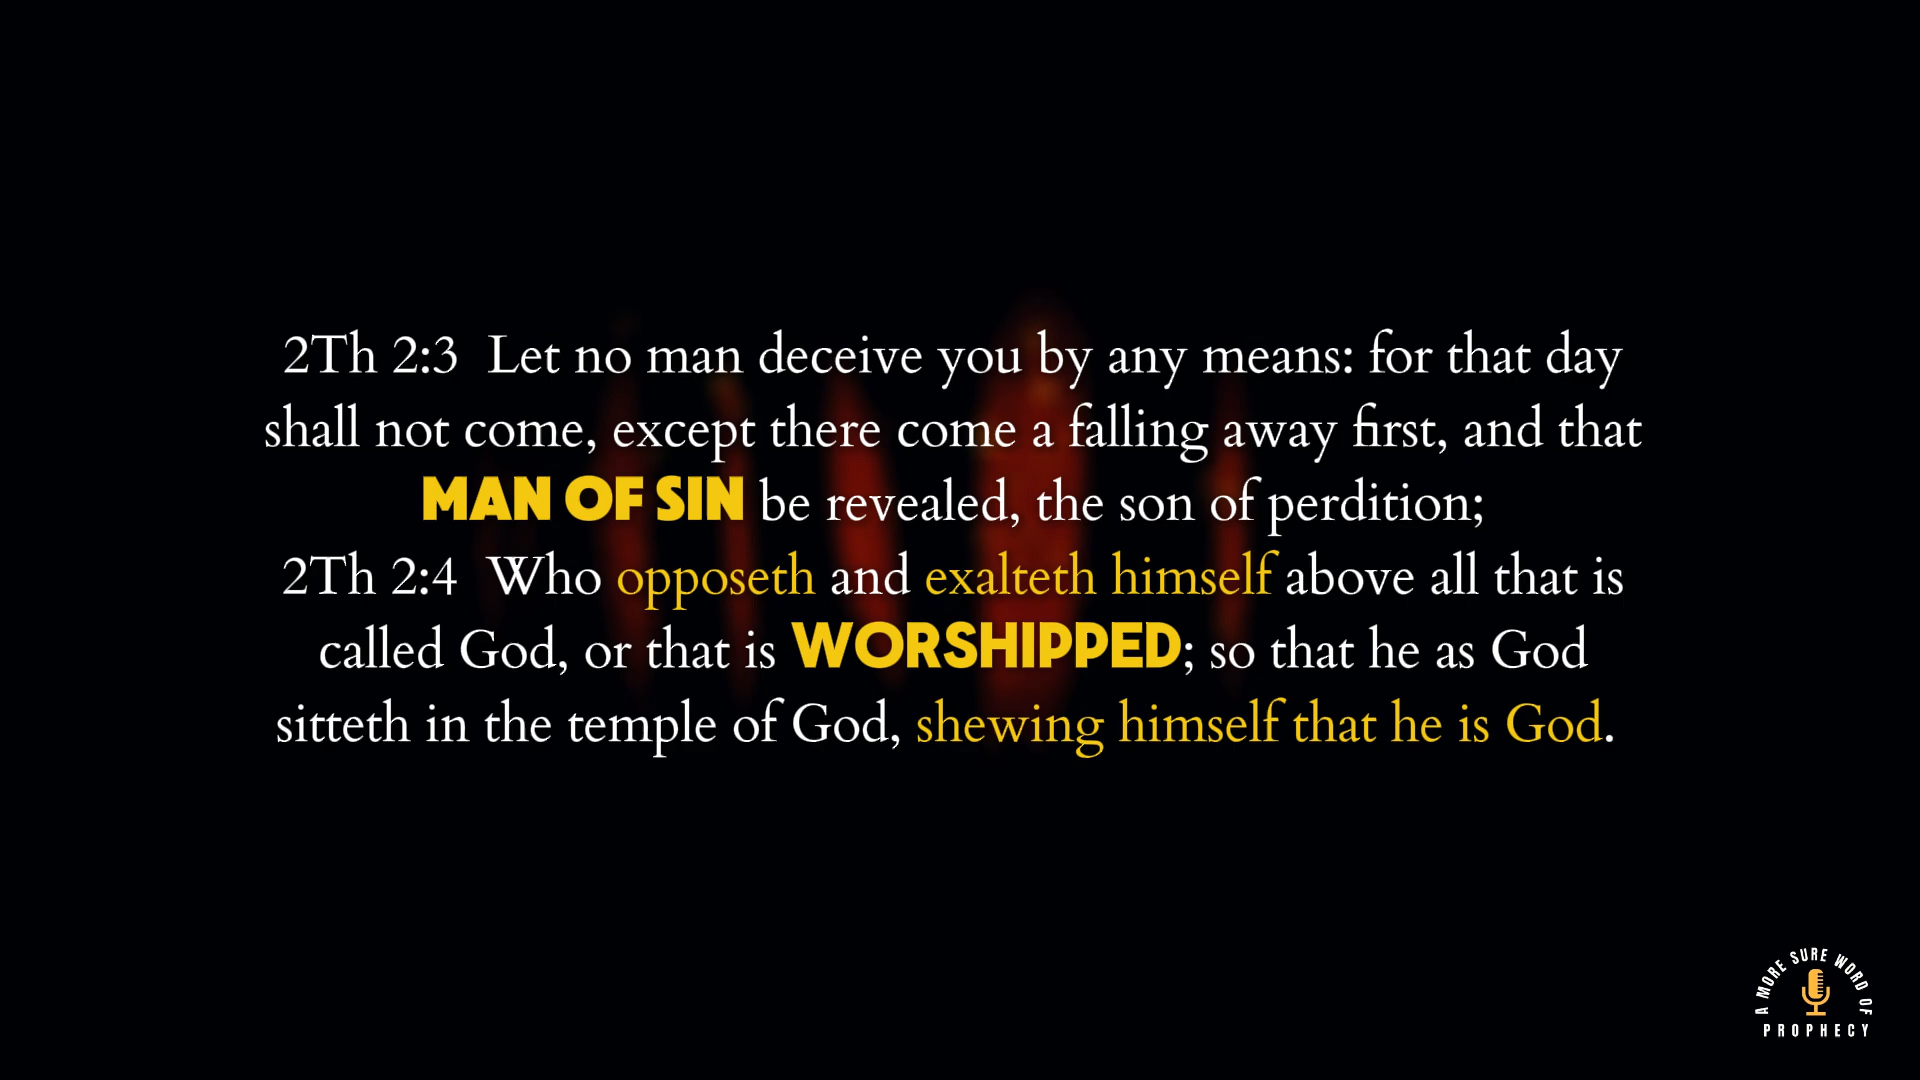 2Th 2:3 Let no man deceive you by any means: for that day
shall not come, except there come a falling away first, and that
MAN OF SIN be revealed, the son of perdition;
2Th 2:4 Who opposeth and exalteth himself above all that is
called God, or that is WORSHIPPED; so that he as God
sitteth in the temple of God, shewing himself that he is God.
A MORE SURE WORD OF
PROPHECY